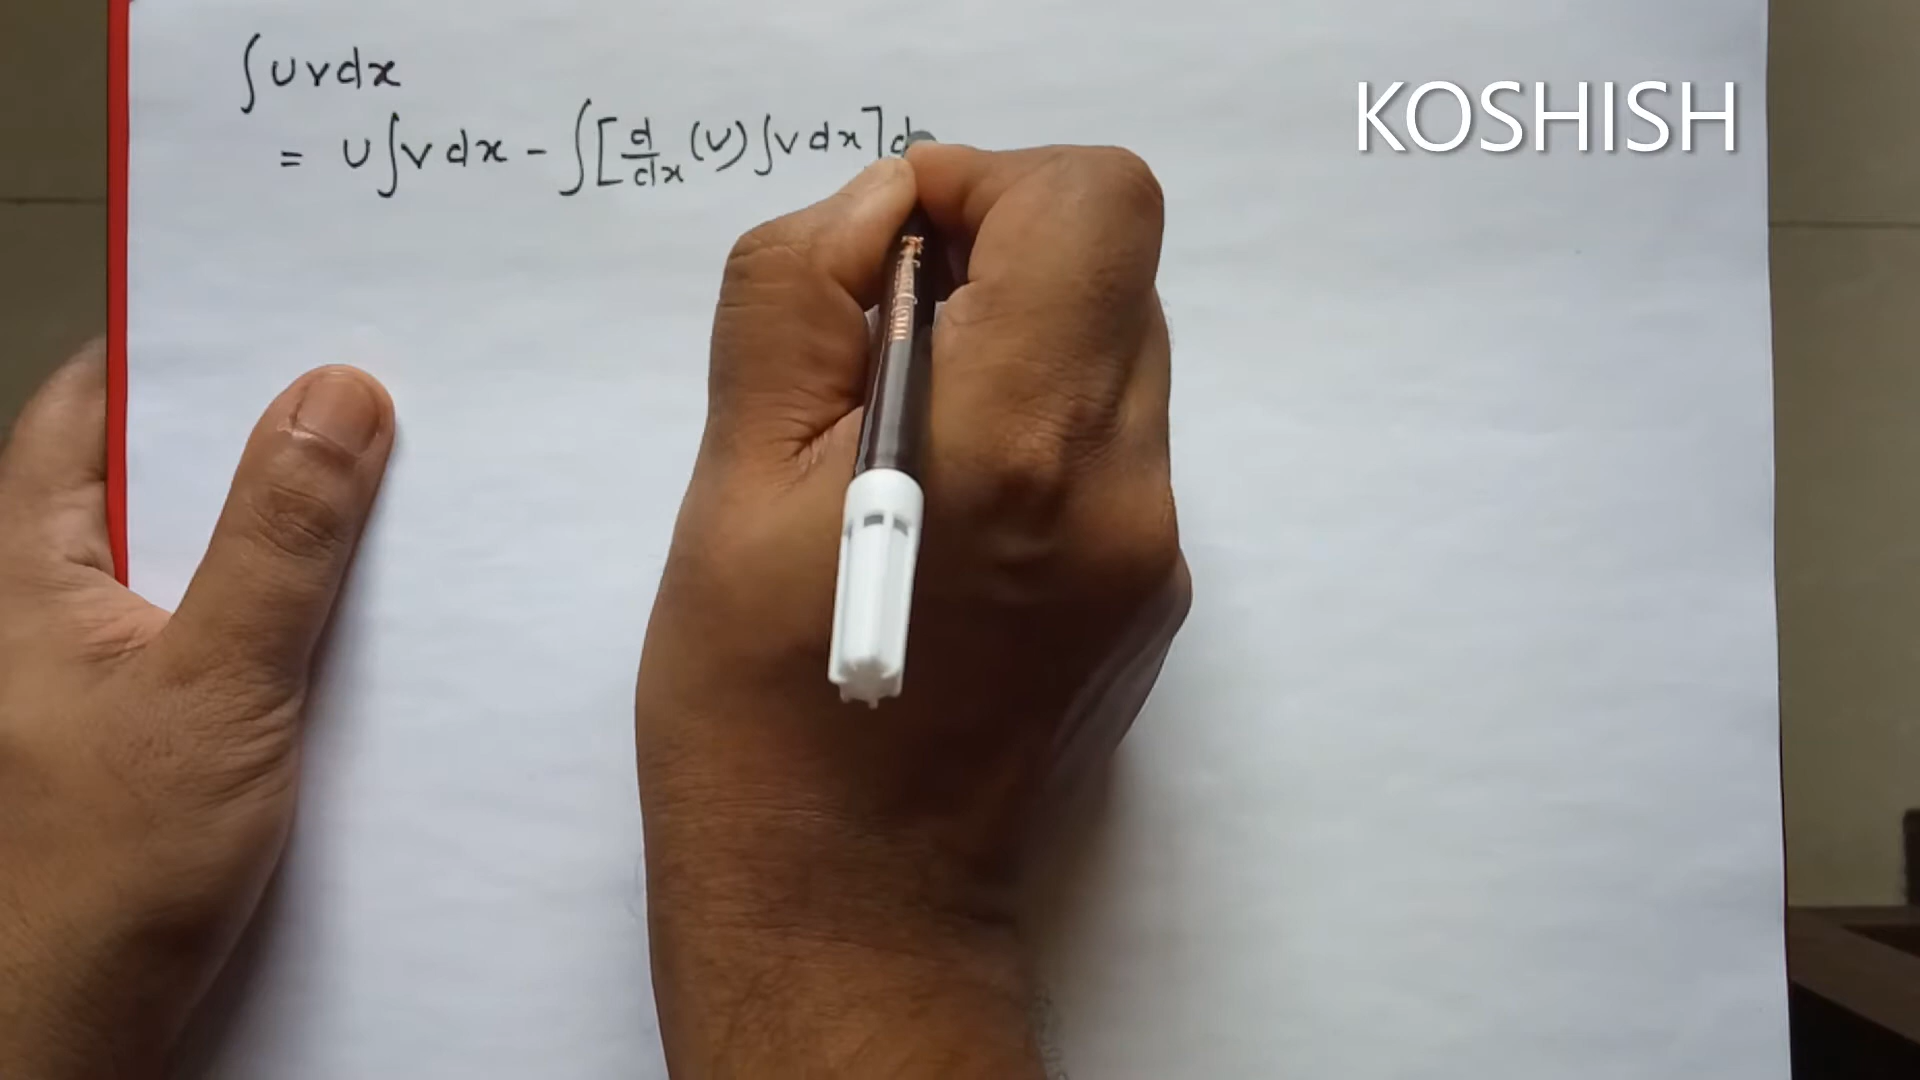 ∫uvdx
= u∫vdx - ∫[d/dx (u)∫vdx]d
KOSHISH